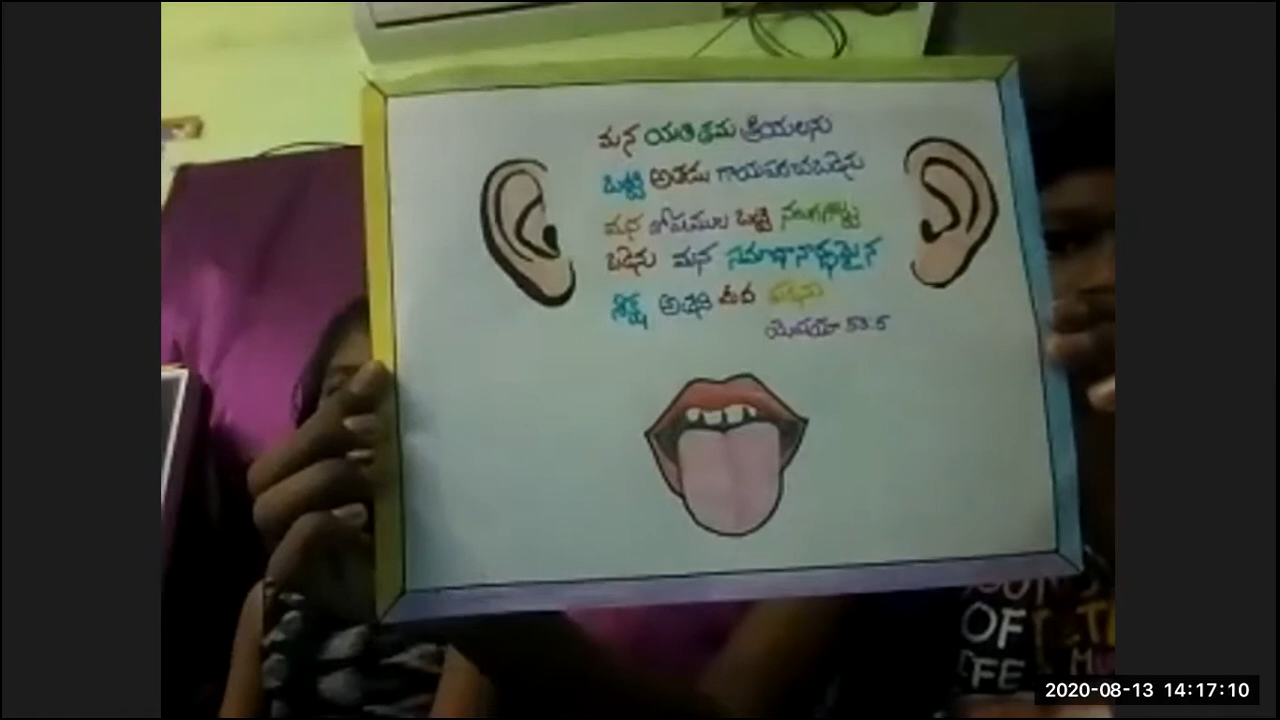 మన యతి క్రమ క్రియలను
బట్టి అతడు గాయపరచబడెను
మన దోషముల బట్టి నలుగగొట్ట
బడెను మన సమాధానార్థమైన
శిక్ష అతని మీద పడెను
యెషయా 53:5
OF
2020-08-13 14:17:10